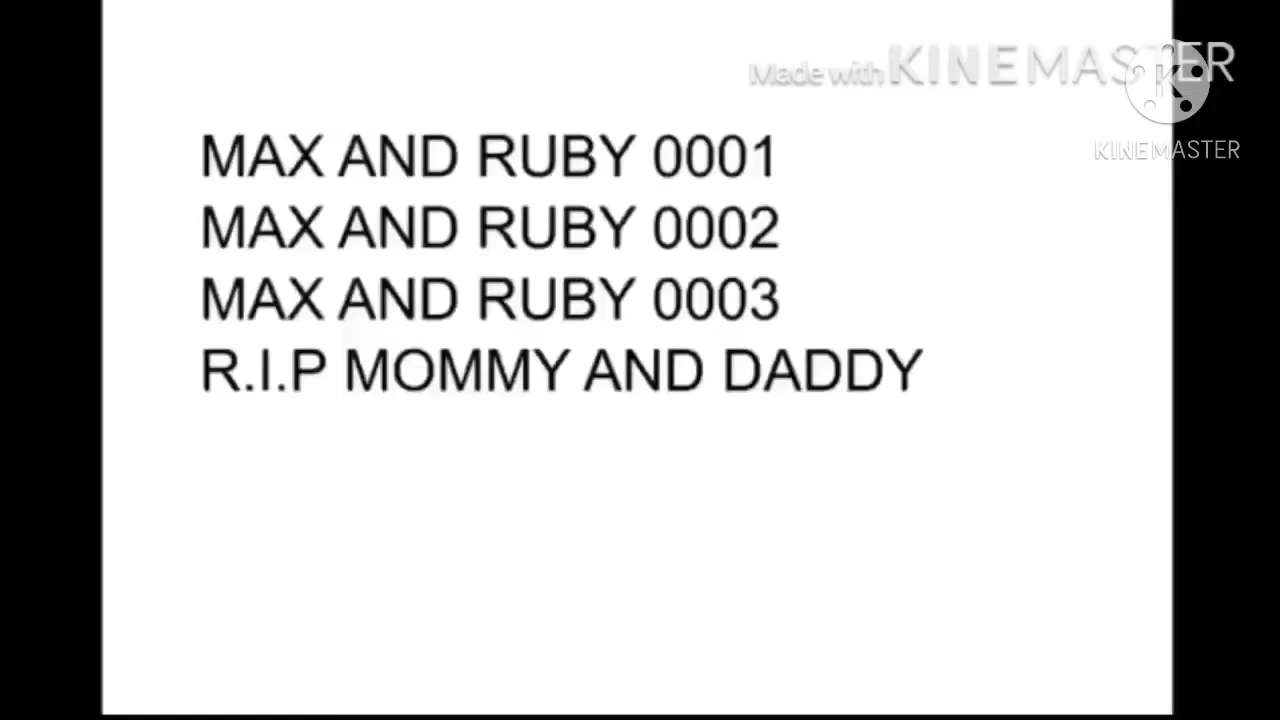 Made with KINEMASTER
KINEMASTER
MAX AND RUBY 0001
MAX AND RUBY 0002
MAX AND RUBY 0003
R.I.P MOMMY AND DADDY